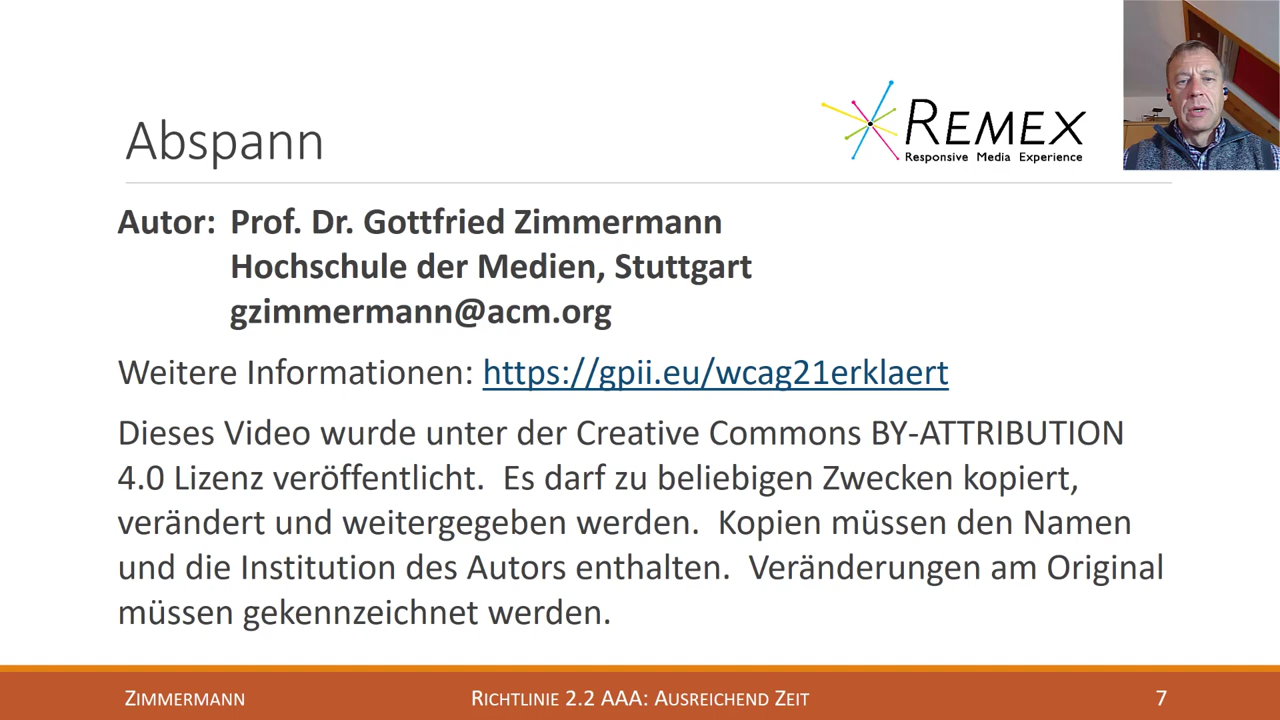 Abspann
REMEX
Responsive Media Experience
Autor: Prof. Dr. Gottfried Zimmermann
Hochschule der Medien, Stuttgart
gzimmermann@acm.org
Weitere Informationen: https://gpii.eu/wcag21erklaert
Dieses Video wurde unter der Creative Commons BY-ATTRIBUTION
4.0 Lizenz veröffentlicht.  Es darf zu beliebigen Zwecken kopiert,
verändert und weitergegeben werden.  Kopien müssen den Namen
und die Institution des Autors enthalten.  Veränderungen am Original
müssen gekennzeichnet werden.
ZIMMERMANN
RICHTLINIE 2.2 AAA: AUSREICHEND ZEIT
7